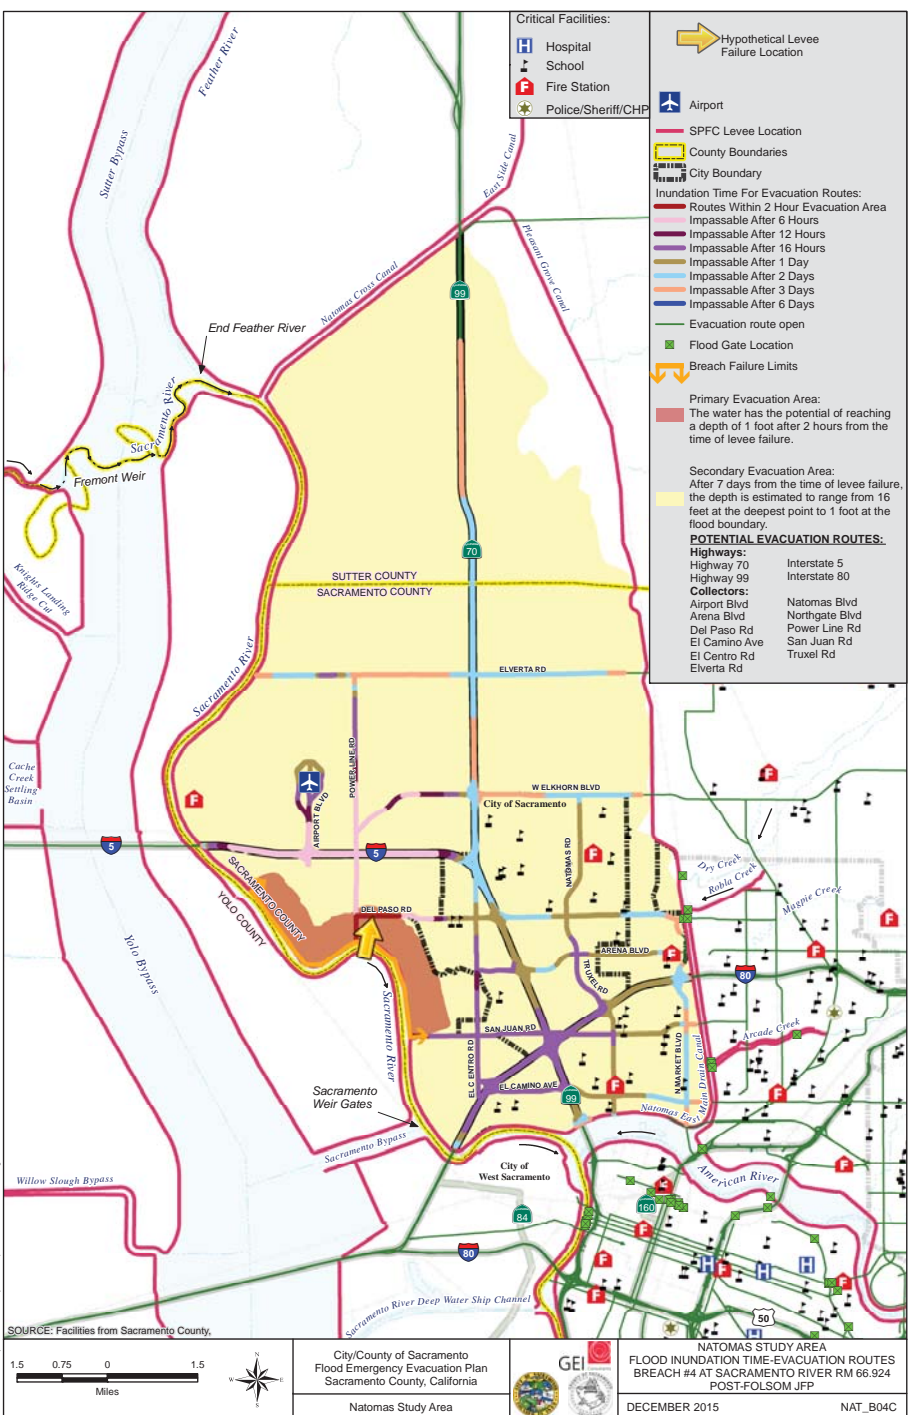 Critical Facilities:
Hospital
School
Fire Station
Police/Sheriff/CHP
Hypothetical Levee
Failure Location
Airport
SPFC Levee Location
County Boundaries
City Boundary
Inundation Time For Evacuation Routes:
Routes Within 2 Hour Evacuation Area
Impassable After 6 Hours
Impassable After 12 Hours
Impassable After 16 Hours
Impassable After 1 Day
Impassable After 2 Days
Impassable After 3 Days
Impassable After 6 Days
Evacuation route open
Flood Gate Location
Breach Failure Limits
Primary Evacuation Area:
The water has the potential of reaching
a depth of 1 foot after 2 hours from the
time of levee failure.
Secondary Evacuation Area:
After 7 days from the time of levee failure,
the depth is estimated to range from 16
feet at the deepest point to 1 foot at the
flood boundary.
POTENTIAL EVACUATION ROUTES:
Highways:
Highway 70
Highway 99
Interstate 5
Interstate 80
Collectors:
Airport Blvd
Arena Blvd
Del Paso Rd
El Camino Ave
El Centro Rd
Elverta Rd
Natomas Blvd
Northgate Blvd
Power Line Rd
San Juan Rd
Truxel Rd
Feather River
Sutter Bypass
East Side Canal
Pleasant Grove Canal
Natomas Cross Canal
99
End Feather River
Sacramento River
Fremont Weir
70
Knights Landing
Ridge Cut
SUTTER COUNTY
SACRAMENTO COUNTY
Sacramento River
ELVERTA RD
POWER LINE RD
Cache
Creek
Settling
Basin
AIRPORT BLVD
W ELKHORN BLVD
City of Sacramento
NATOMAS RD
5
5
Dry Creek
Robla Creek
Magpie Creek
SACRAMENTO COUNTY
YOLO COUNTY
DEL PASO RD
Yolo Bypass
ARENA BLVD
TRUXEL RD
80
Sacramento River
SAN JUAN RD
Arcade Creek
EL CENTRO RD
N MARKET BLVD
Main Drain Canal
Natomas East
EL CAMINO AVE
99
Sacramento
Weir Gates
Sacramento Bypass
City of
West Sacramento
American River
Willow Slough Bypass
84
160
80
Sacramento River Deep Water Ship Channel
50
SOURCE: Facilities from Sacramento County,
1.5 0.75 0 1.5
Miles
N
W E
S
City/County of Sacramento
Flood Emergency Evacuation Plan
Sacramento County, California
Natomas Study Area
GEI
NATOMAS STUDY AREA
FLOOD INUNDATION TIME-EVACUATION ROUTES
BREACH #4 AT SACRAMENTO RIVER RM 66.924
POST-FOLSOM JFP
DECEMBER 2015 NAT_B04C